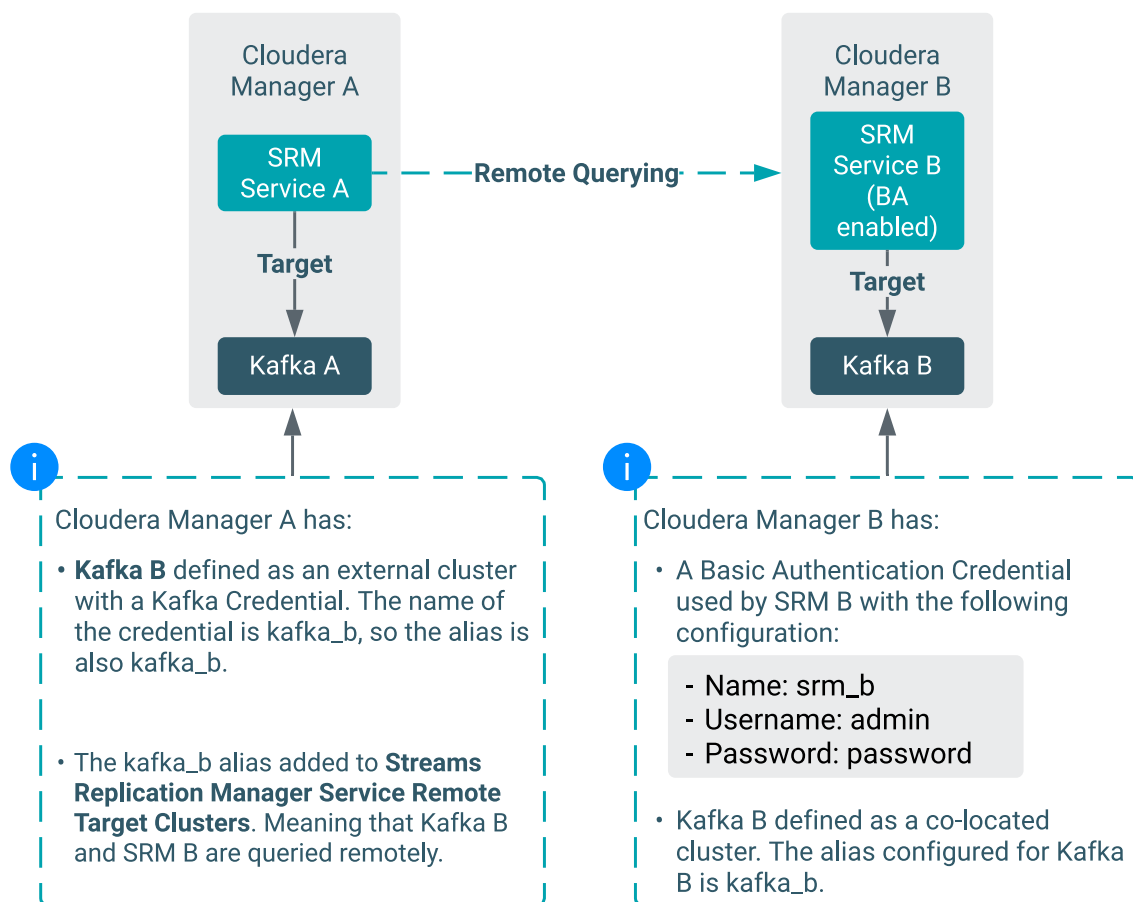 Cloudera
Manager A
SRM
Service A
Target
Kafka A
Remote Querying
Cloudera
Manager B
SRM
Service B
(BA
enabled)
Target
Kafka B
i
Cloudera Manager A has:
• Kafka B defined as an external cluster
with a Kafka Credential. The name of
the credential is kafka_b, so the alias is
also kafka_b.
• The kafka_b alias added to Streams
Replication Manager Service Remote
Target Clusters. Meaning that Kafka B
and SRM B are queried remotely.
i
Cloudera Manager B has:
• A Basic Authentication Credential
used by SRM B with the following
configuration:
- Name: srm_b
- Username: admin
- Password: password
• Kafka B defined as a co-located
cluster. The alias configured for Kafka
B is kafka_b.